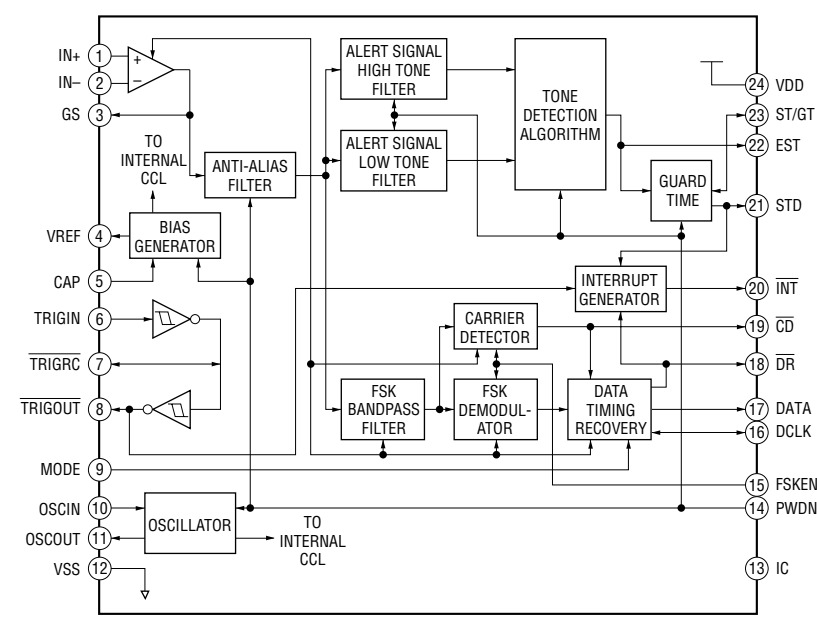 IN+ 1
IN– 2
GS 3
VREF 4
CAP 5
TRIGIN 6
TRIGRC 7
TRIGOUT 8
MODE 9
OSCIN 10
OSCOUT 11
VSS 12
+
–
TO
INTERNAL
CCL
BIAS
GENERATOR
ANTI-ALIAS
FILTER
ALERT SIGNAL
HIGH TONE
FILTER
ALERT SIGNAL
LOW TONE
FILTER
TONE
DETECTION
ALGORITHM
GUARD
TIME
INTERRUPT
GENERATOR
CARRIER
DETECTOR
FSK
BANDPASS
FILTER
FSK
DEMODUL-
ATOR
DATA
TIMING
RECOVERY
OSCILLATOR
TO
INTERNAL
CCL
24 VDD
23 ST/GT
22 EST
21 STD
20 INT
19 CD
18 DR
17 DATA
16 DCLK
15 FSKEN
14 PWDN
13 IC